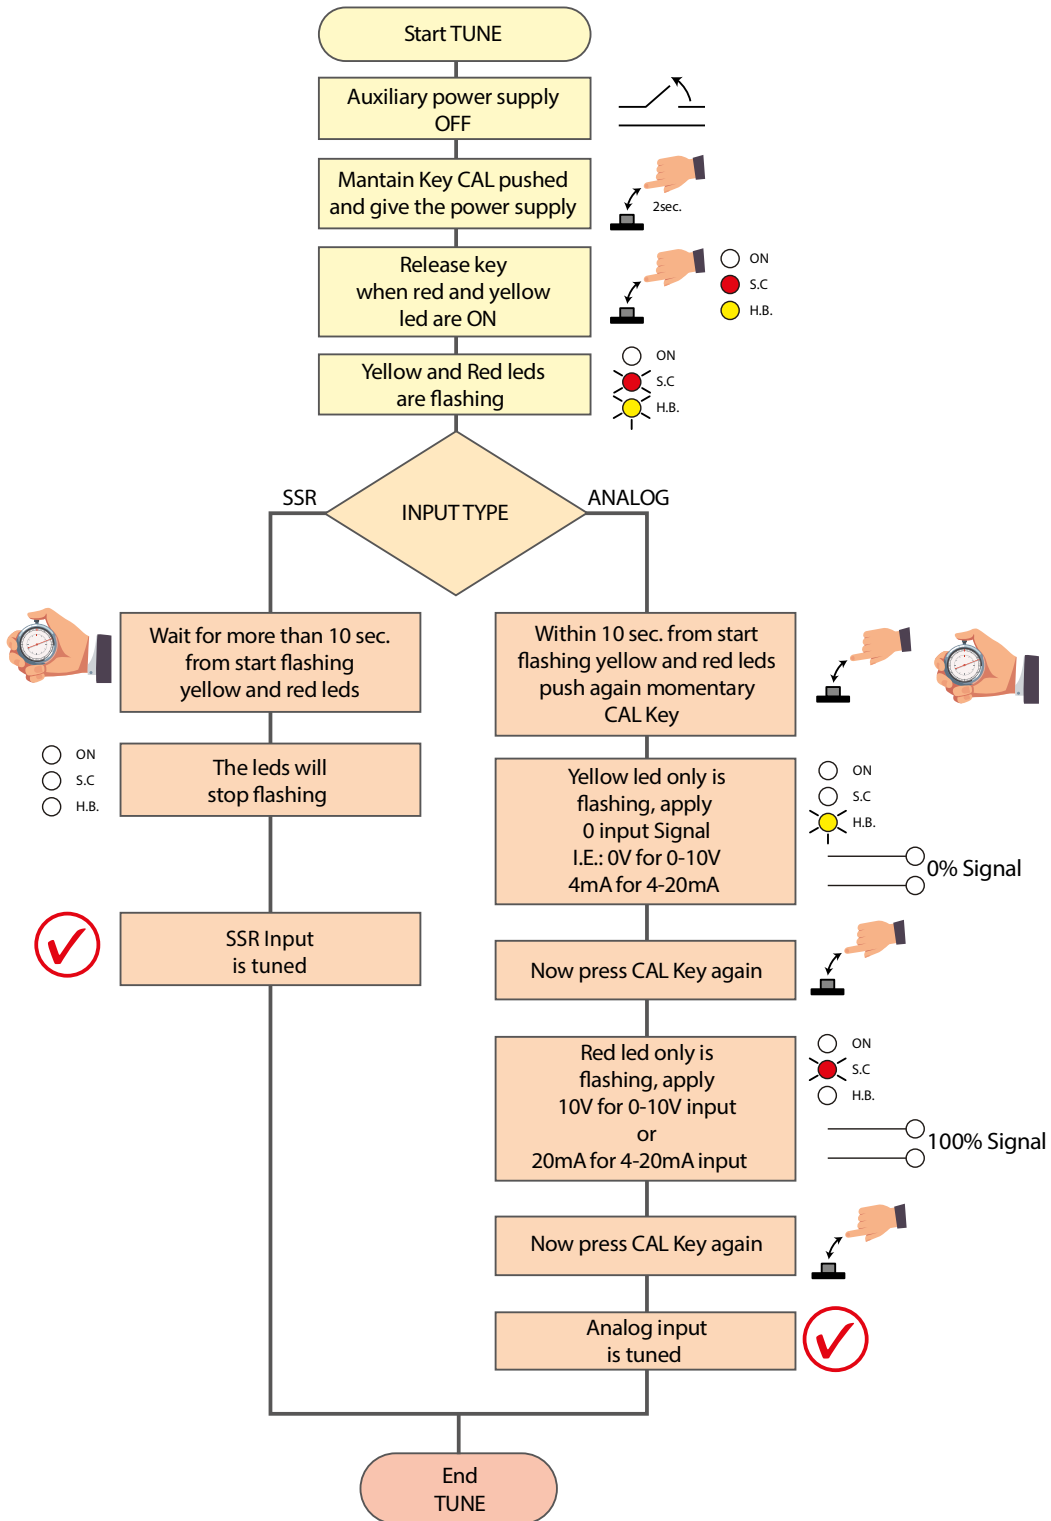 Start TUNE
Auxiliary power supply
OFF
Mantain Key CAL pushed
and give the power supply
2sec.
Release key
when red and yellow
led are ON
ON
S.C
H.B.
Yellow and Red leds
are flashing
ON
S.C
H.B.
SSR
INPUT TYPE
ANALOG
Wait for more than 10 sec.
from start flashing
yellow and red leds
ON
S.C
H.B.
The leds will
stop flashing
SSR Input
is tuned
Within 10 sec. from start
flashing yellow and red leds
push again momentary
CAL Key
Yellow led only is
flashing, apply
0 input Signal
I.E.: 0V for 0-10V
4mA for 4-20mA
ON
S.C
H.B.
0% Signal
Now press CAL Key again
Red led only is
flashing, apply
10V for 0-10V input
or
20mA for 4-20mA input
ON
S.C
H.B.
100% Signal
Now press CAL Key again
Analog input
is tuned
End
TUNE